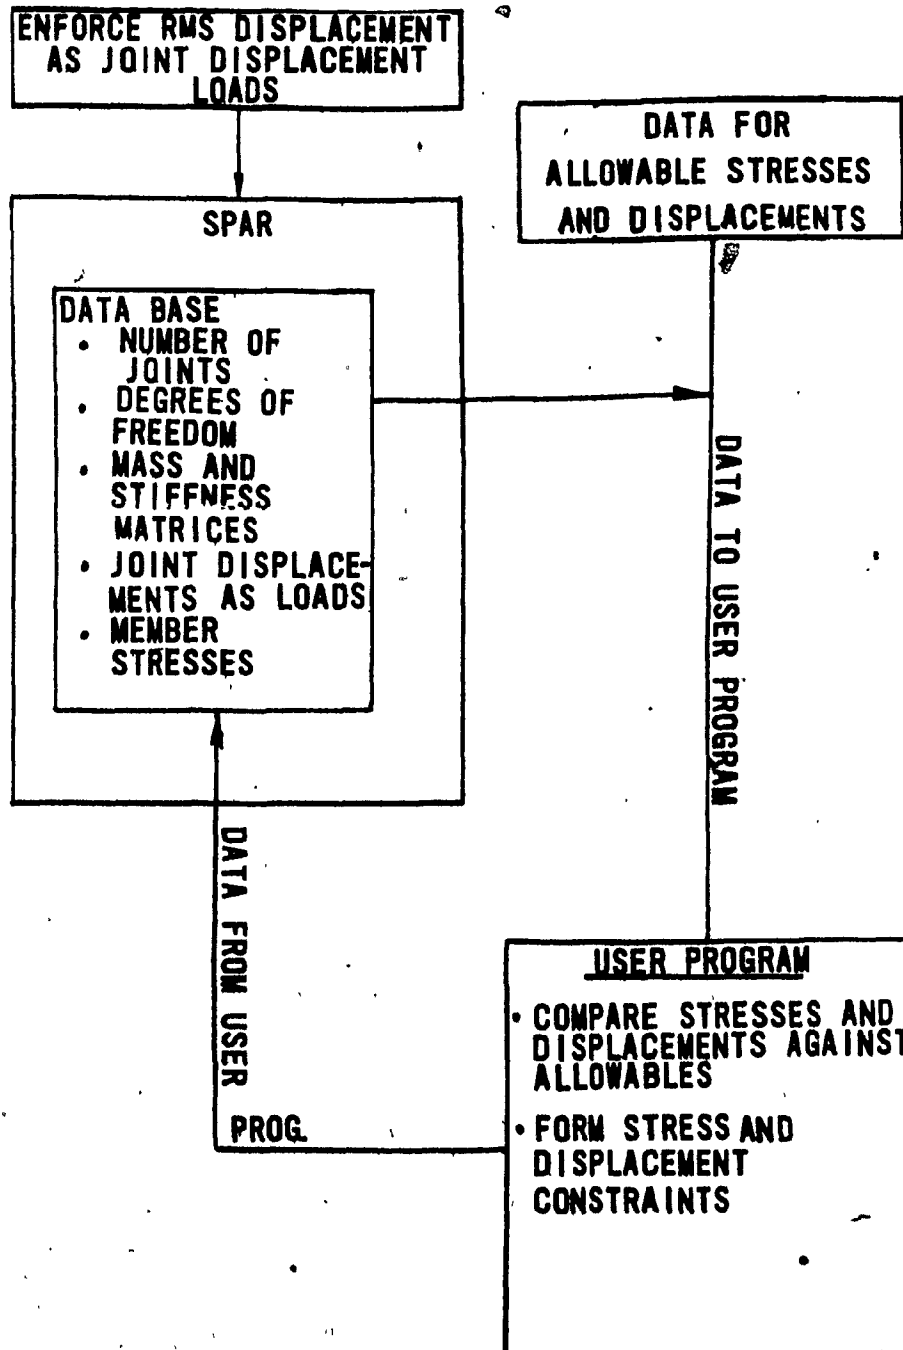 ENFORCE RMS DISPLACEMENT
AS JOINT DISPLACEMENT
LOADS
DATA FOR
ALLOWABLE STRESSES
AND DISPLACEMENTS
SPAR
DATA BASE
• NUMBER OF
JOINTS
• DEGREES OF
FREEDOM
• MASS AND
STIFFNESS
MATRICES
• JOINT DISPLACE-
MENTS AS LOADS
• MEMBER
STRESSES
DATA TO USER PROGRAM
DATA FROM USER
PROG.
USER PROGRAM
• COMPARE STRESSES AND
DISPLACEMENTS AGAINST
ALLOWABLES
• FORM STRESS AND
DISPLACEMENT
CONSTRAINTS